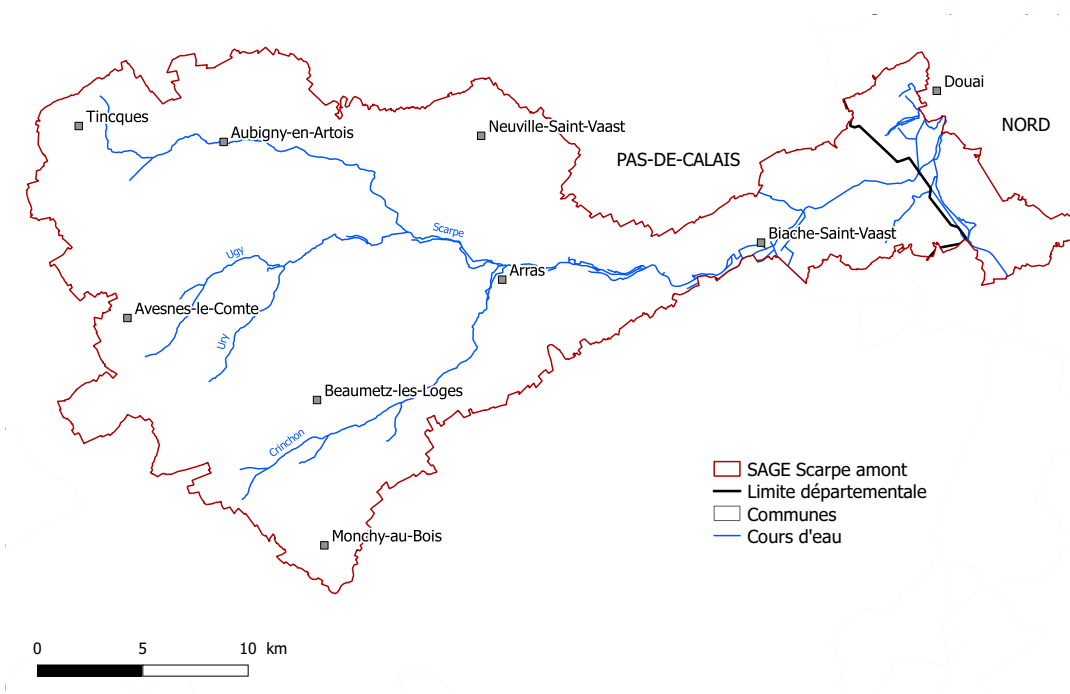 Douai
Tincques
NORD
Aubigny-en-Artois
Neuville-Saint-Vaast
PAS-DE-CALAIS
Scarpe
Biache-Saint-Vaast
Ugy
Arras
Avesnes-le-Comte
Ury
Beaumetz-les-Loges
Crinchon
SAGE Scarpe amont
Limite départementale
Communes
Cours d'eau
Monchy-au-Bois
0 5 10 km